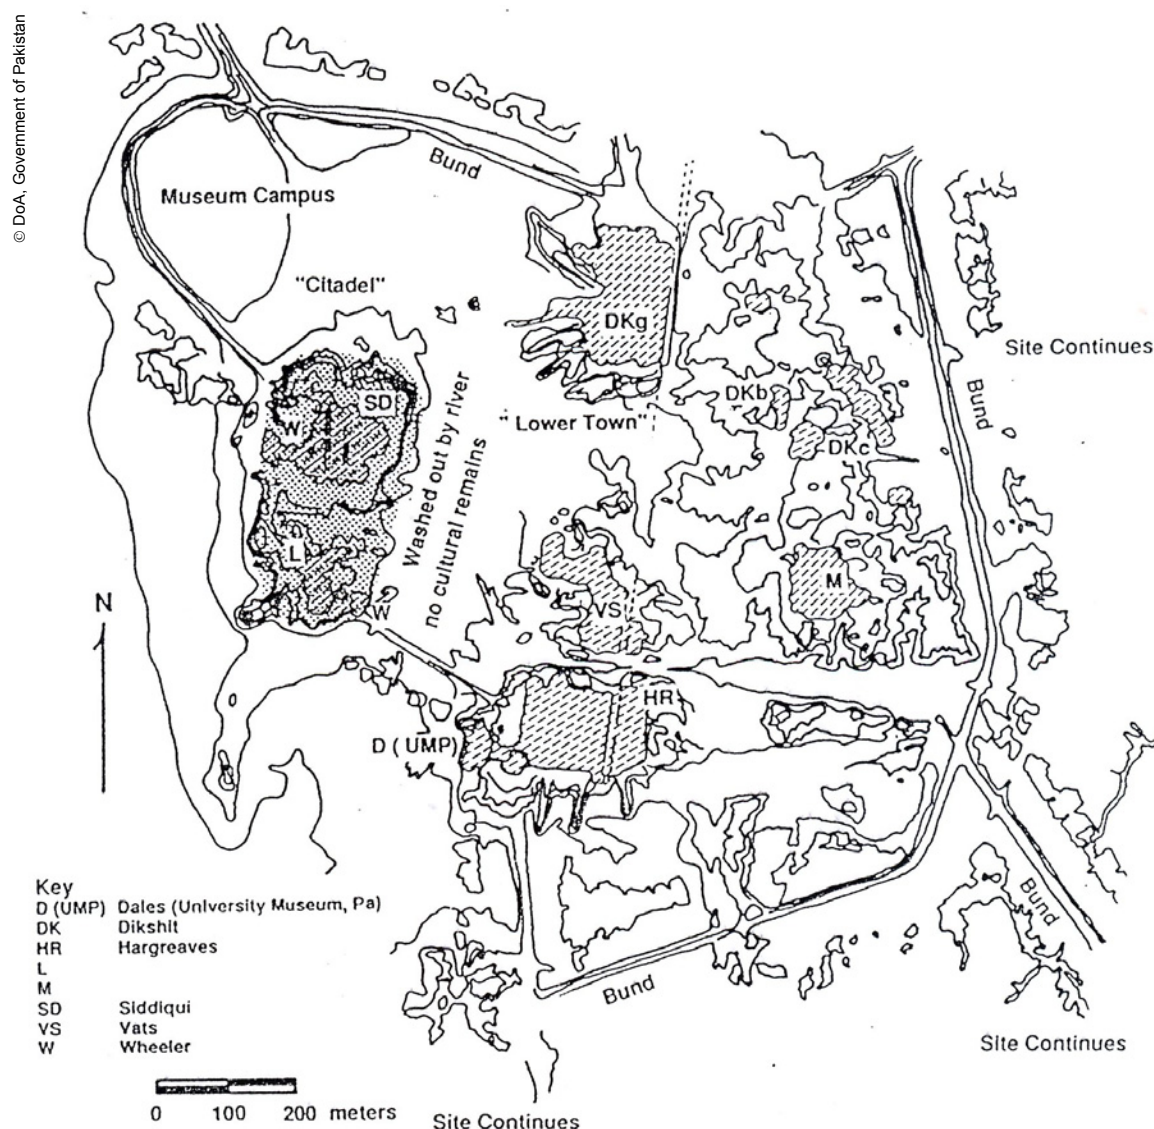 © DoA, Government of Pakistan
Bund
Museum Campus
"Citadel"
DKg
Site Continues
SD
W
DKb
Bund
"Lower Town"
DKc
Washed out by river
no cultural remains
L
M
N
W
VS
HR
D (UMP)
Key
D (UMP) Dales (University Museum, Pa)
DK Dikshit
HR Hargreaves
L
M
SD Siddiqui
VS Vats
W Wheeler
Bund
Bund
Site Continues
0 100 200 meters
Site Continues